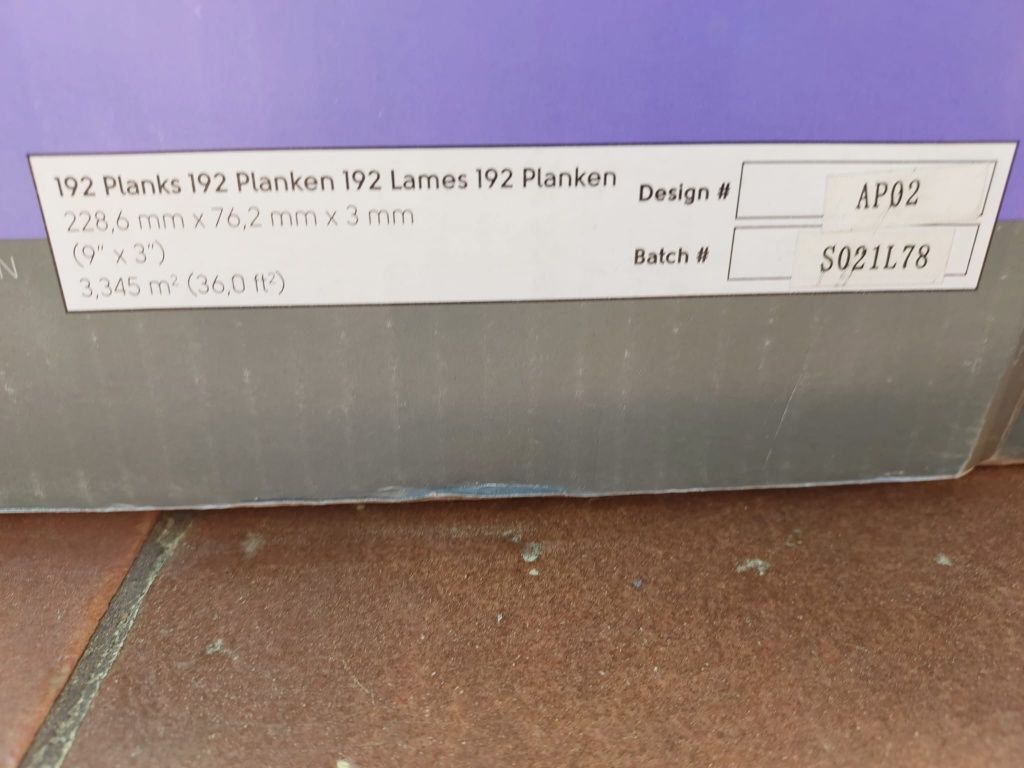 192 Planks 192 Planken 192 Lames 192 Planken
228,6 mm x 76,2 mm x 3 mm
(9" x 3")
3,345 m² (36,0 ft²)
Design # AP02
Batch # S021L78
N